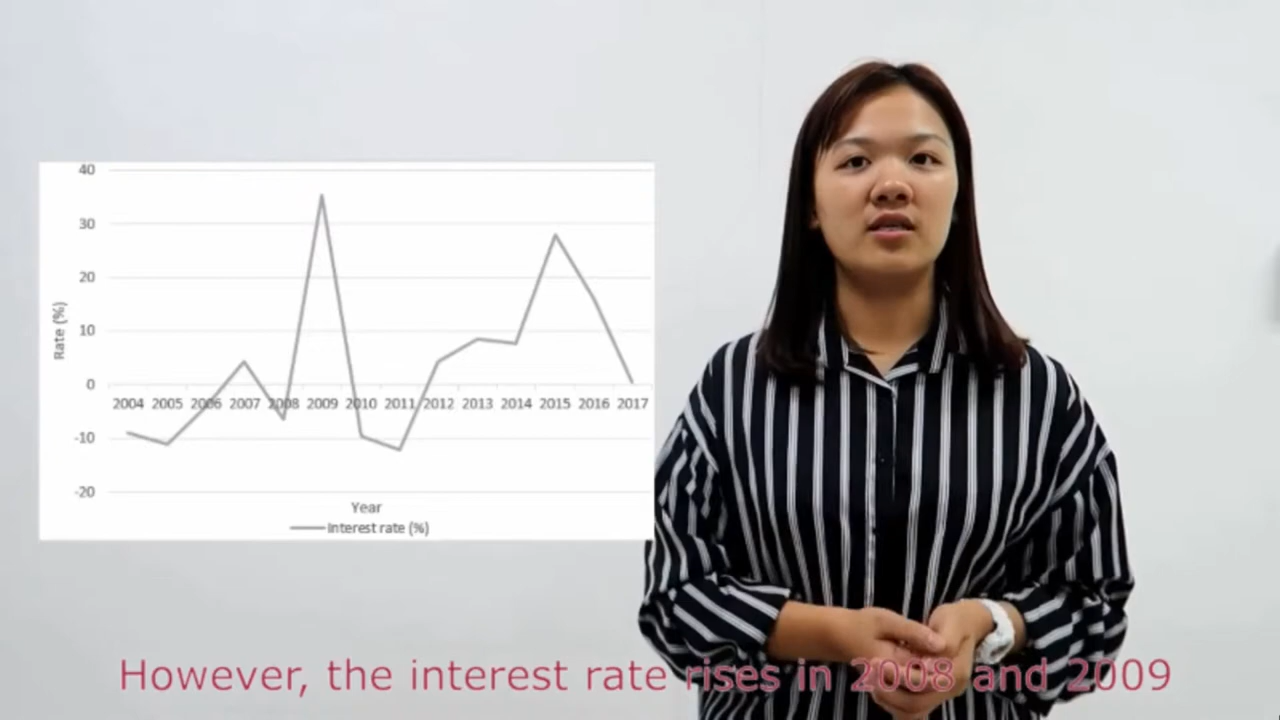 40
30
20
10
0
-10
-20
Rate (%)
2004 2005 2006 2007 2008 2009 2010 2011 2012 2013 2014 2015 2016 2017
Year
Interest rate (%)
However, the interest rate rises in 2008 and 2009